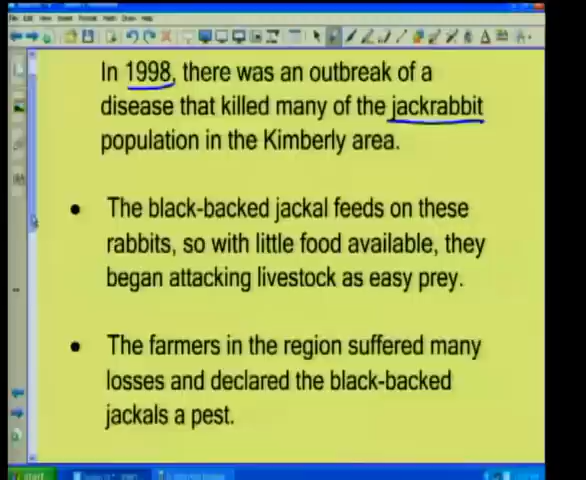 In 1998, there was an outbreak of a
disease that killed many of the jackrabbit
population in the Kimberly area.
• The black-backed jackal feeds on these
rabbits, so with little food available, they
began attacking livestock as easy prey.
• The farmers in the region suffered many
losses and declared the black-backed
jackals a pest.
start